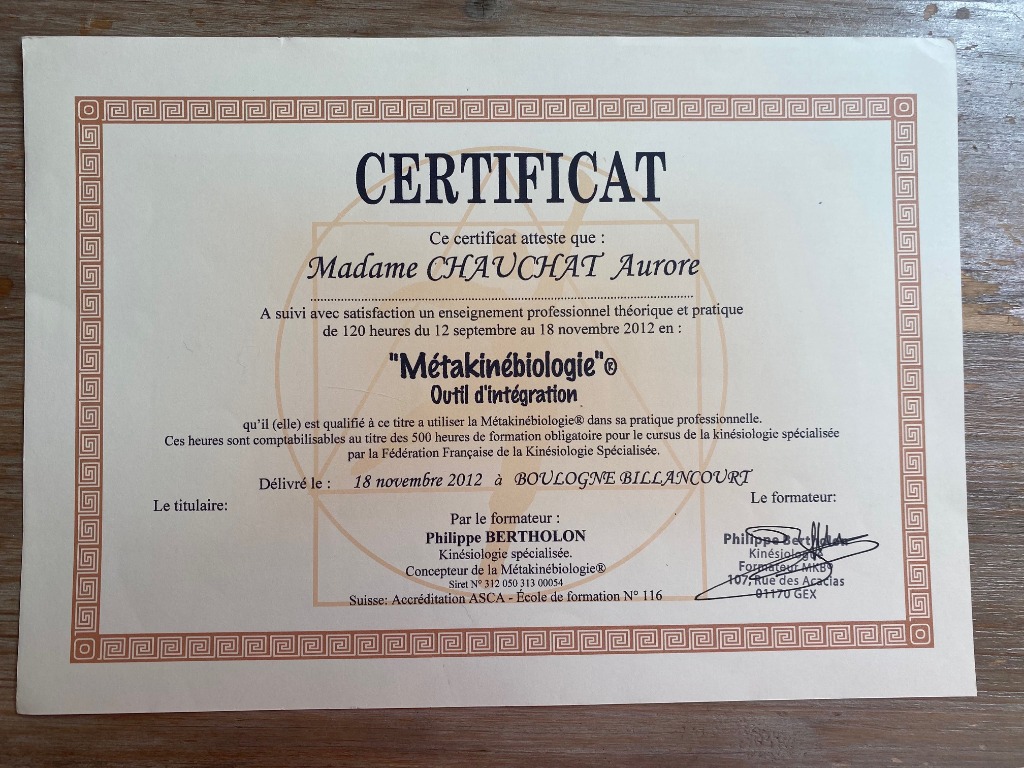 CERTIFICAT
Ce certificat atteste que :
Madame CHAUCHAT Aurore
A suivi avec satisfaction un enseignement professionnel théorique et pratique
de 120 heures du 12 septembre au 18 novembre 2012 en :
"Métakinébiologie"®
Outil d'intégration
qu'il (elle) est qualifié à ce titre a utiliser la Métakinébiologie® dans sa pratique professionnelle.
Ces heures sont comptabilisables au titre des 500 heures de formation obligatoire pour le cursus de la kinésiologie spécialisée
par la Fédération Française de la Kinésiologie Spécialisée.
Délivré le : 18 novembre 2012 à BOULOGNE BILLANCOURT
Le titulaire:
Le formateur:
Par le formateur :
Philippe BERTHOLON
Kinésiologie spécialisée.
Concepteur de la Métakinébiologie®
Siret N° 312 050 313 00054
Suisse: Accréditation ASCA - École de formation N° 116
Philippe Bertholon
Formateur MKB®
107, Rue des Acacias
01170 GEX